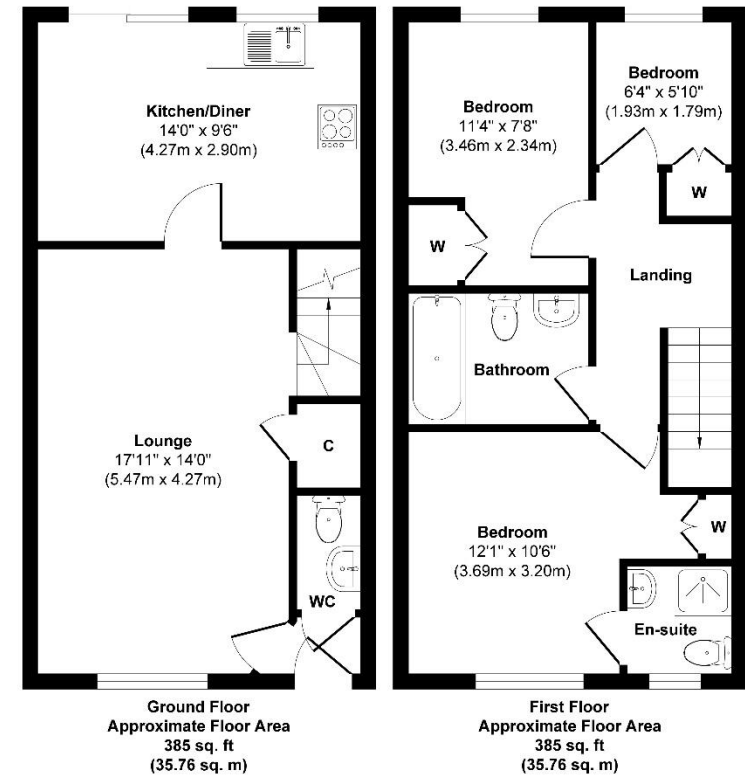 Kitchen/Diner
14'0" x 9'6"
(4.27m x 2.90m)
Lounge
17'11" x 14'0"
(5.47m x 4.27m)
C
WC
Ground Floor
Approximate Floor Area
385 sq. ft
(35.76 sq. m)
Bedroom
11'4" x 7'8"
(3.46m x 2.34m)
Bedroom
6'4" x 5'10"
(1.93m x 1.79m)
W
W
Landing
Bathroom
Bedroom
12'1" x 10'6"
(3.69m x 3.20m)
W
En-suite
First Floor
Approximate Floor Area
385 sq. ft
(35.76 sq. m)